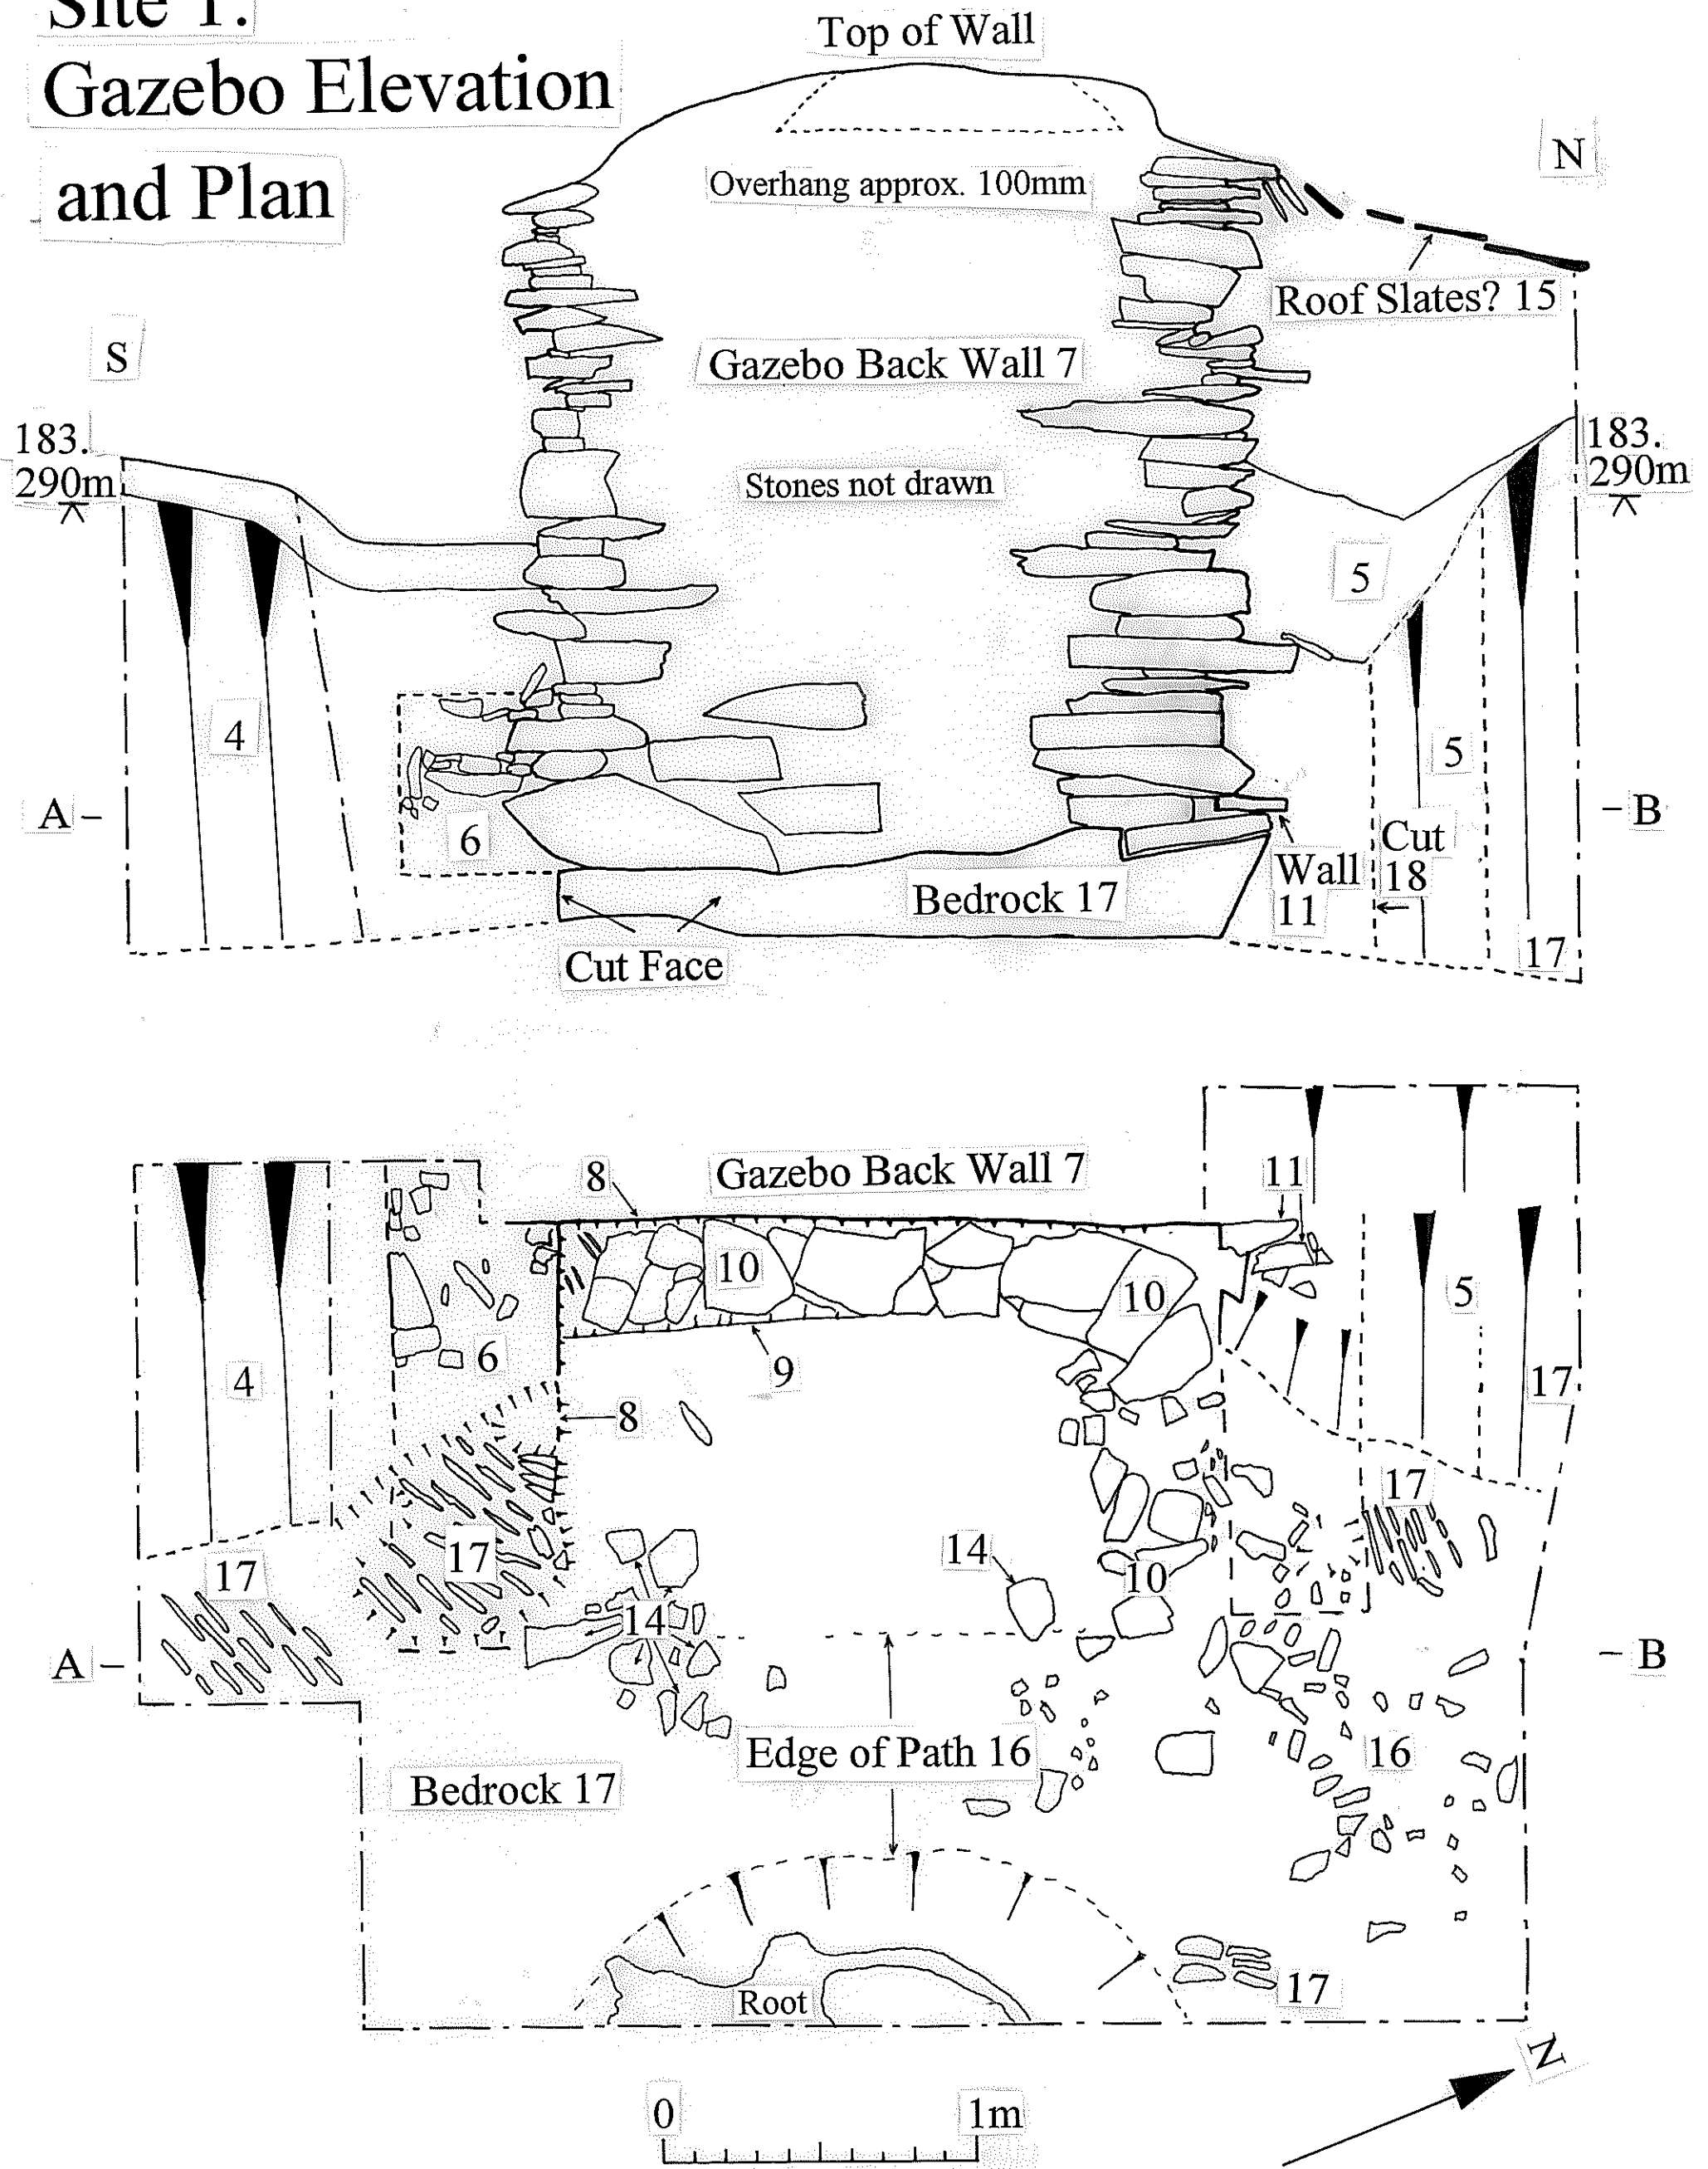 Site 1.
Gazebo Elevation
and Plan
Top of Wall
N
Overhang approx. 100mm
Roof Slates? 15
S
Gazebo Back Wall 7
183.
290m
183.
290m
Stones not drawn
5
4
5
A –
– B
6
Cut
18
Wall
11
Bedrock 17
17
Cut Face
8
Gazebo Back Wall 7
11
10
10
5
6
9
4
17
8
17
14
17
17
10
14
A –
– B
Edge of Path 16
16
Bedrock 17
Root
17
N
0
1m